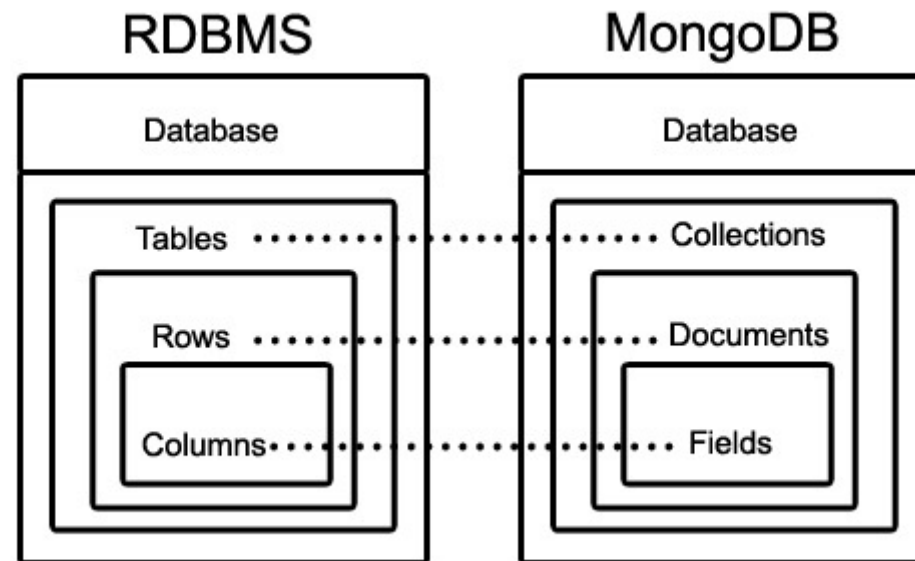 RDBMS
MongoDB
Database
Database
Tables
Collections
Rows
Documents
Columns
Fields